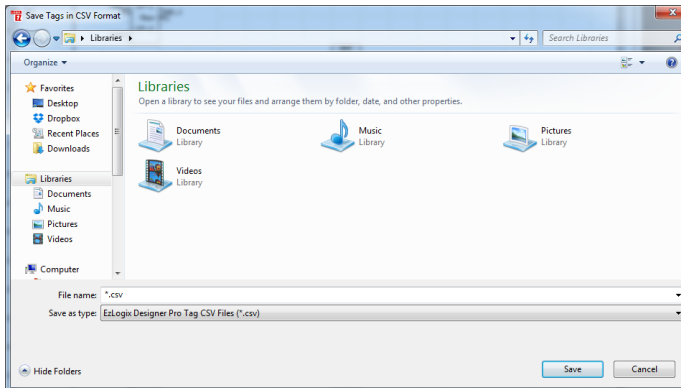 Save Tags in CSV Format
Libraries
Search Libraries
Organize
Favorites
Desktop
Dropbox
Recent Places
Downloads
Libraries
Documents
Music
Pictures
Videos
Computer
Libraries
Open a library to see your files and arrange them by folder, date, and other properties.
Documents
Library
Music
Library
Pictures
Library
Videos
Library
File name: *.csv
Save as type: EzLogix Designer Pro Tag CSV Files (*.csv)
Hide Folders
Save
Cancel